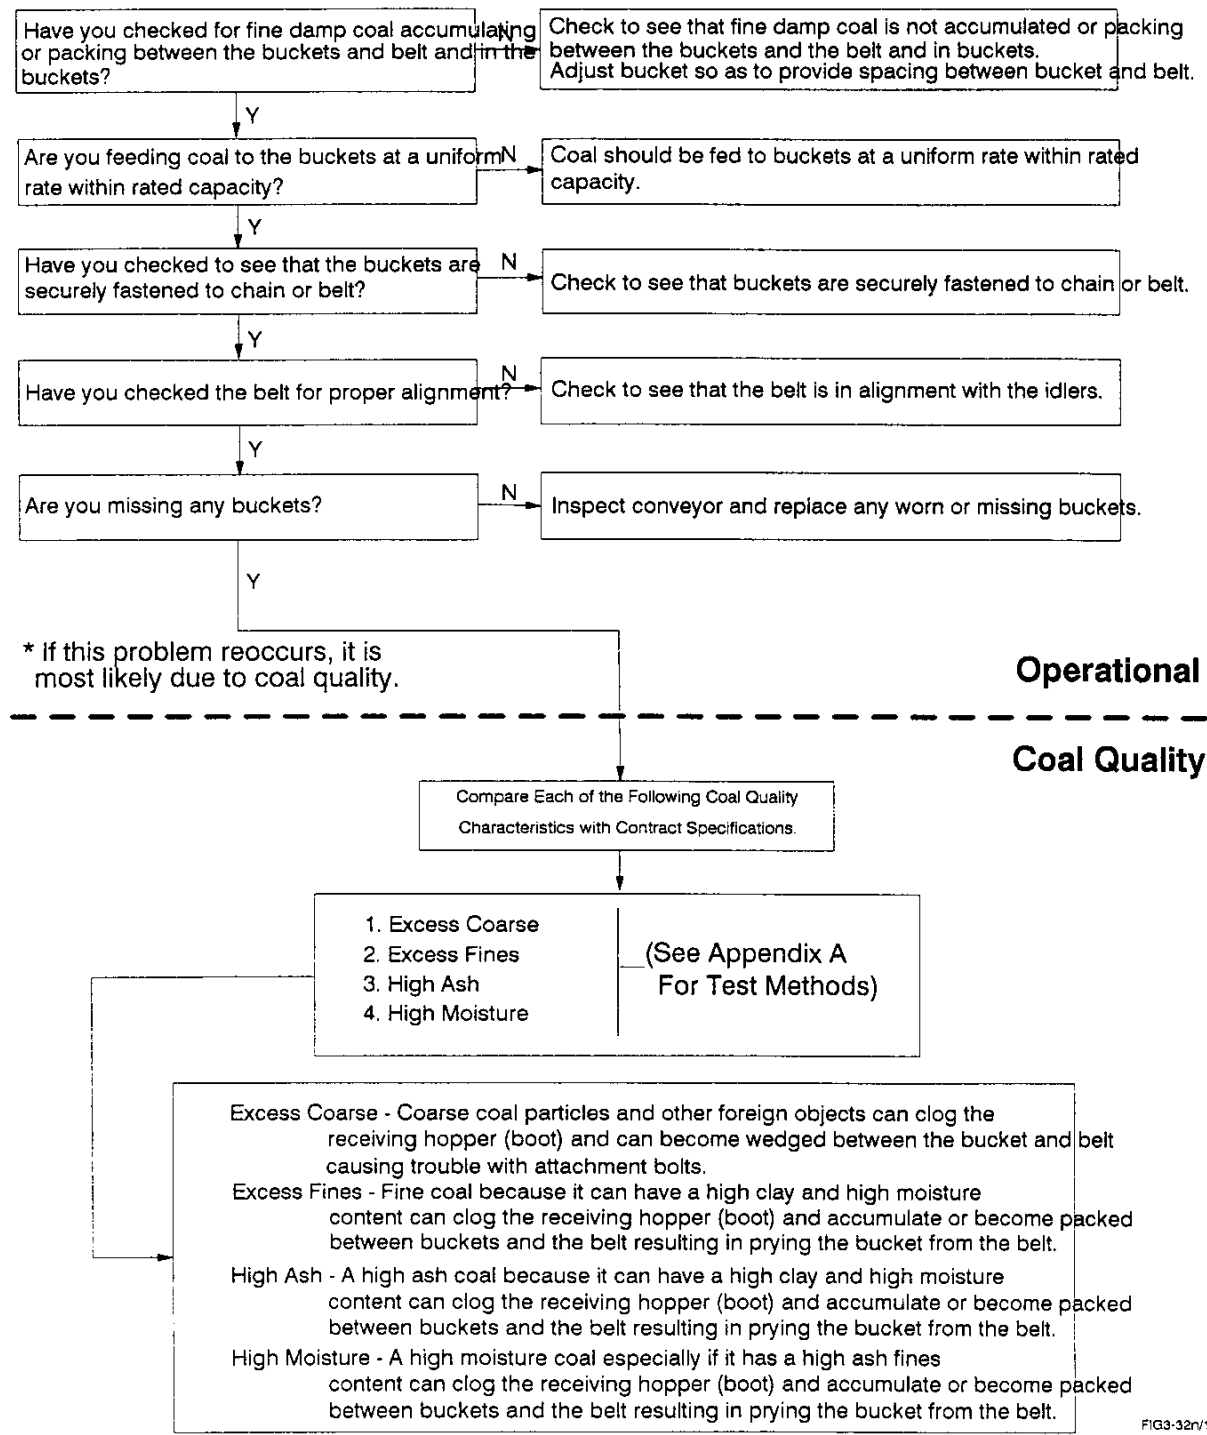 Have you checked for fine damp coal accumulating
or packing between the buckets and belt and in the
buckets?
N
Check to see that fine damp coal is not accumulated or packing
between the buckets and the belt and in buckets.
Adjust bucket so as to provide spacing between bucket and belt.
Y
Are you feeding coal to the buckets at a uniform
rate within rated capacity?
N
Coal should be fed to buckets at a uniform rate within rated
capacity.
Y
Have you checked to see that the buckets are
securely fastened to chain or belt?
N
Check to see that buckets are securely fastened to chain or belt.
Y
Have you checked the belt for proper alignment?
N
Check to see that the belt is in alignment with the idlers.
Y
Are you missing any buckets?
N
Inspect conveyor and replace any worn or missing buckets.
Y
* If this problem reoccurs, it is
most likely due to coal quality.
Operational
Coal Quality
Compare Each of the Following Coal Quality
Characteristics with Contract Specifications.
1. Excess Coarse
2. Excess Fines
3. High Ash
4. High Moisture
(See Appendix A
For Test Methods)
Excess Coarse - Coarse coal particles and other foreign objects can clog the
receiving hopper (boot) and can become wedged between the bucket and belt
causing trouble with attachment bolts.
Excess Fines - Fine coal because it can have a high clay and high moisture
content can clog the receiving hopper (boot) and accumulate or become packed
between buckets and the belt resulting in prying the bucket from the belt.
High Ash - A high ash coal because it can have a high clay and high moisture
content can clog the receiving hopper (boot) and accumulate or become packed
between buckets and the belt resulting in prying the bucket from the belt.
High Moisture - A high moisture coal especially if it has a high ash fines
content can clog the receiving hopper (boot) and accumulate or become packed
between buckets and the belt resulting in prying the bucket from the belt.
FIG3-32n/1